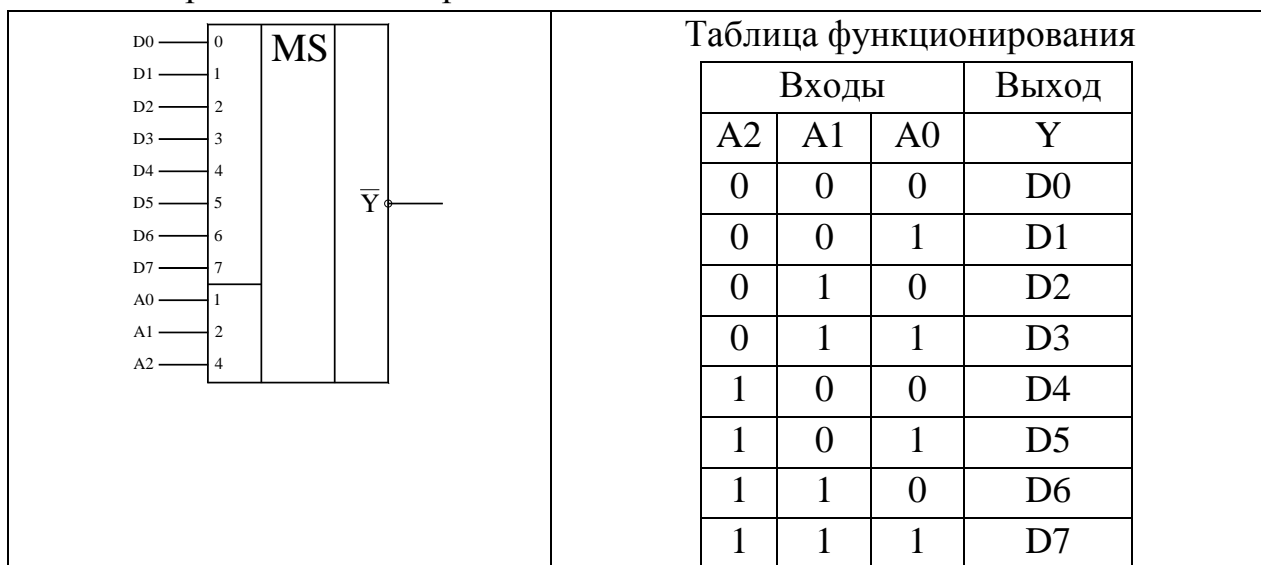 D0 0 MS
D1 1
D2 2
D3 3
D4 4
D5 5 Y
D6 6
D7 7
A0 1
A1 2
A2 4
Таблица функционирования
Входы Выход
A2 A1 A0 Y
0 0 0 D0
0 0 1 D1
0 1 0 D2
0 1 1 D3
1 0 0 D4
1 0 1 D5
1 1 0 D6
1 1 1 D7